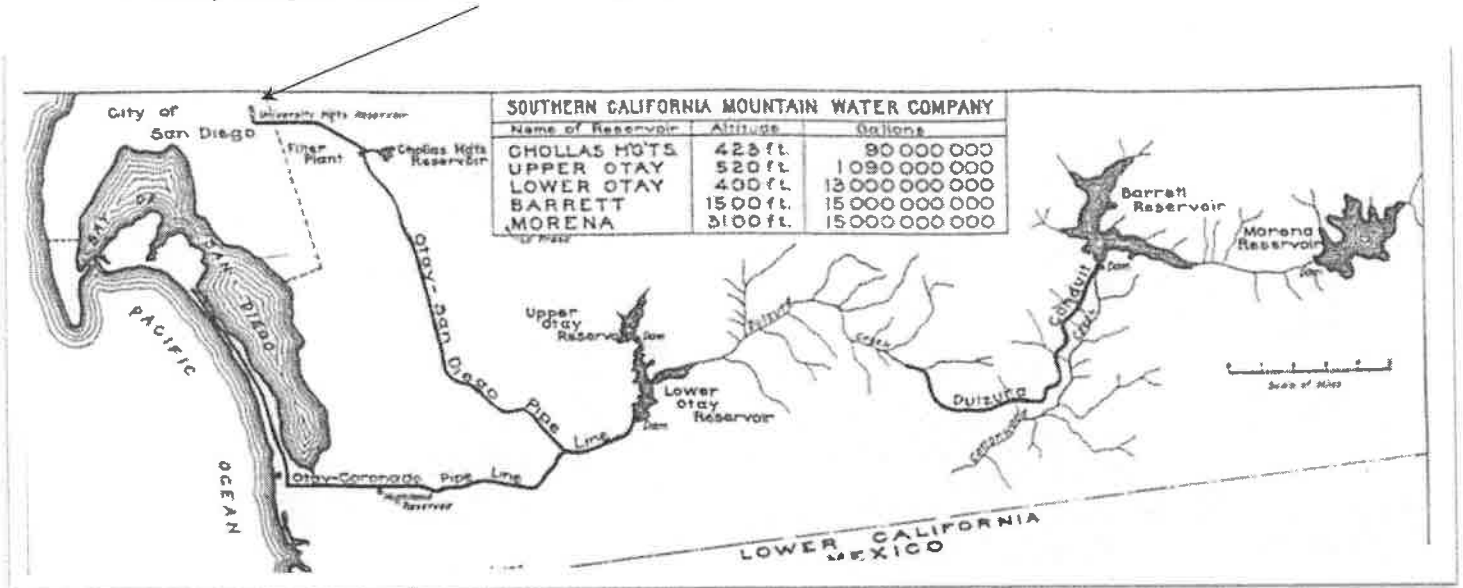 City of
San Diego
University Hgts Reservoir
Filter
Plant
Chollas Hgts
Reservoir
SOUTHERN CALIFORNIA MOUNTAIN WATER COMPANY
Name of Reservoir Altitude Gallons
CHOLLAS H'G'TS 423 ft. 90 000 000
UPPER OTAY 520 ft. 1 090 000 000
LOWER OTAY 400 ft. 13 000 000 000
BARRETT 1500 ft. 15 000 000 000
MORENA 3100 ft. 15 000 000 000
BAY OF SAN DIEGO
PACIFIC
OCEAN
Otay-San Diego Pipe Line
Upper
Otay
Reservoir
Dam
Lower
Otay
Reservoir
Dam
Dulzura
Creek
Dulzura
Conduit
Cottonwood
Creek
Barrett
Reservoir
Dam
Morena
Reservoir
Dam
Scale of Miles
Otay-Coronado Pipe Line
Reservoir
LOWER CALIFORNIA
MEXICO